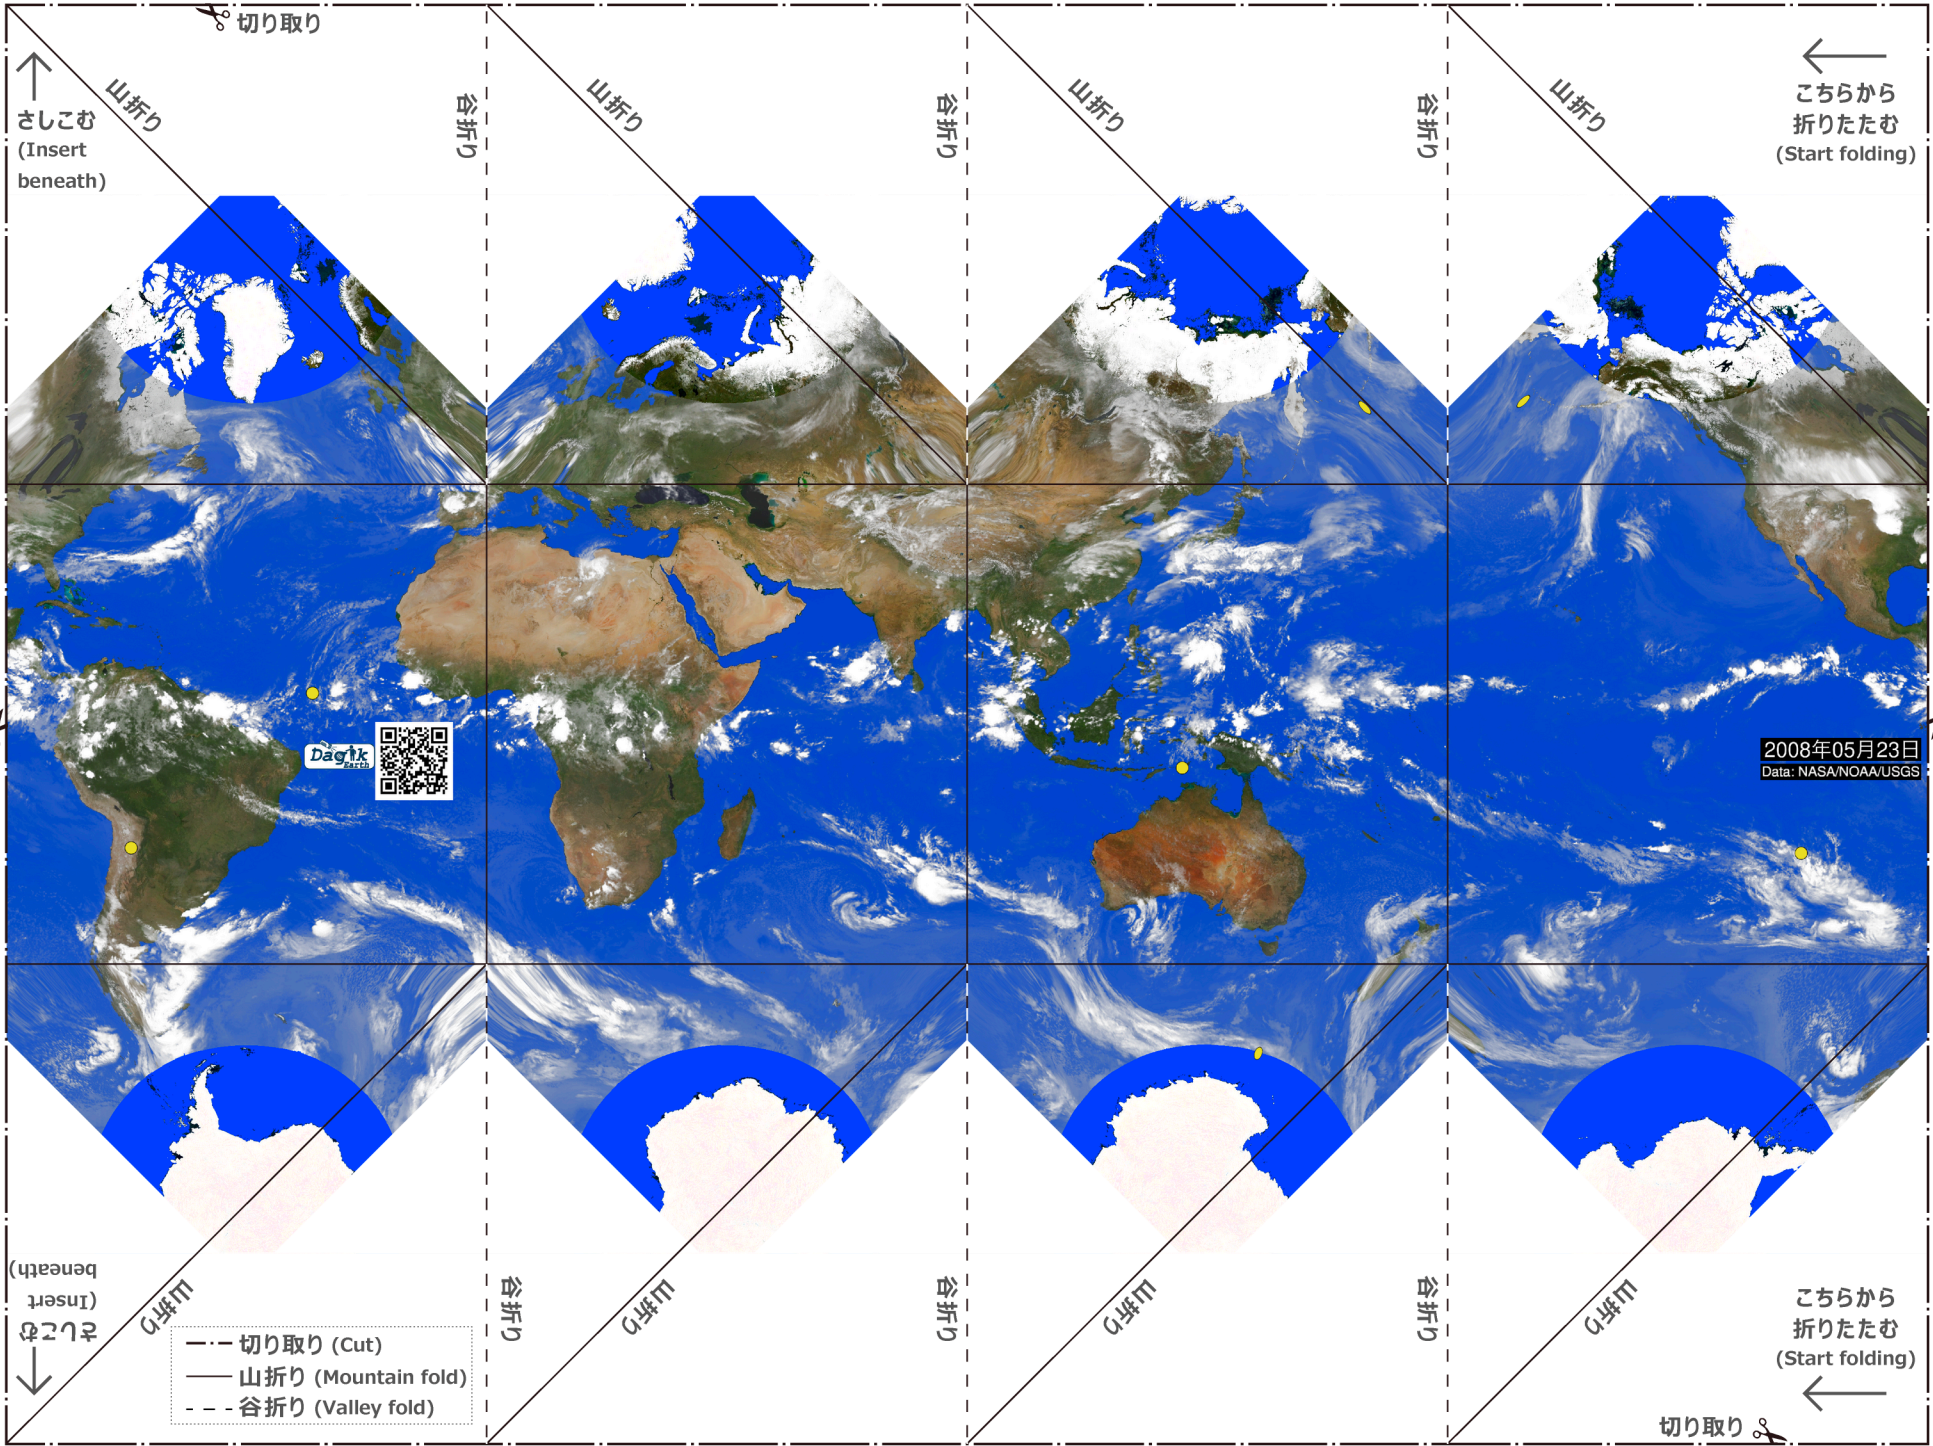 切り取り
さしこむ
(Insert
beneath)
山折り
谷折り
山折り
谷折り
山折り
谷折り
山折り
こちらから
折りたたむ
(Start folding)
Dagik
Earth
2008年05月23日
Data: NASA/NOAA/USGS
さしこむ
(Insert
beneath)
山折り
谷折り
山折り
谷折り
山折り
谷折り
山折り
こちらから
折りたたむ
(Start folding)
切り取り (Cut)
山折り (Mountain fold)
谷折り (Valley fold)
切り取り